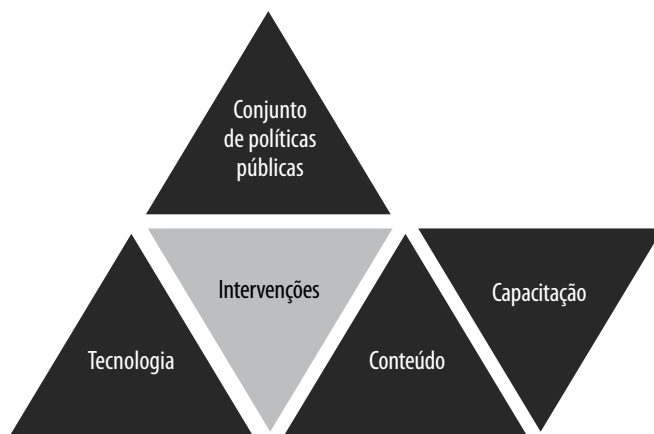 Conjunto
de políticas
públicas
Intervenções
Capacitação
Tecnologia
Conteúdo